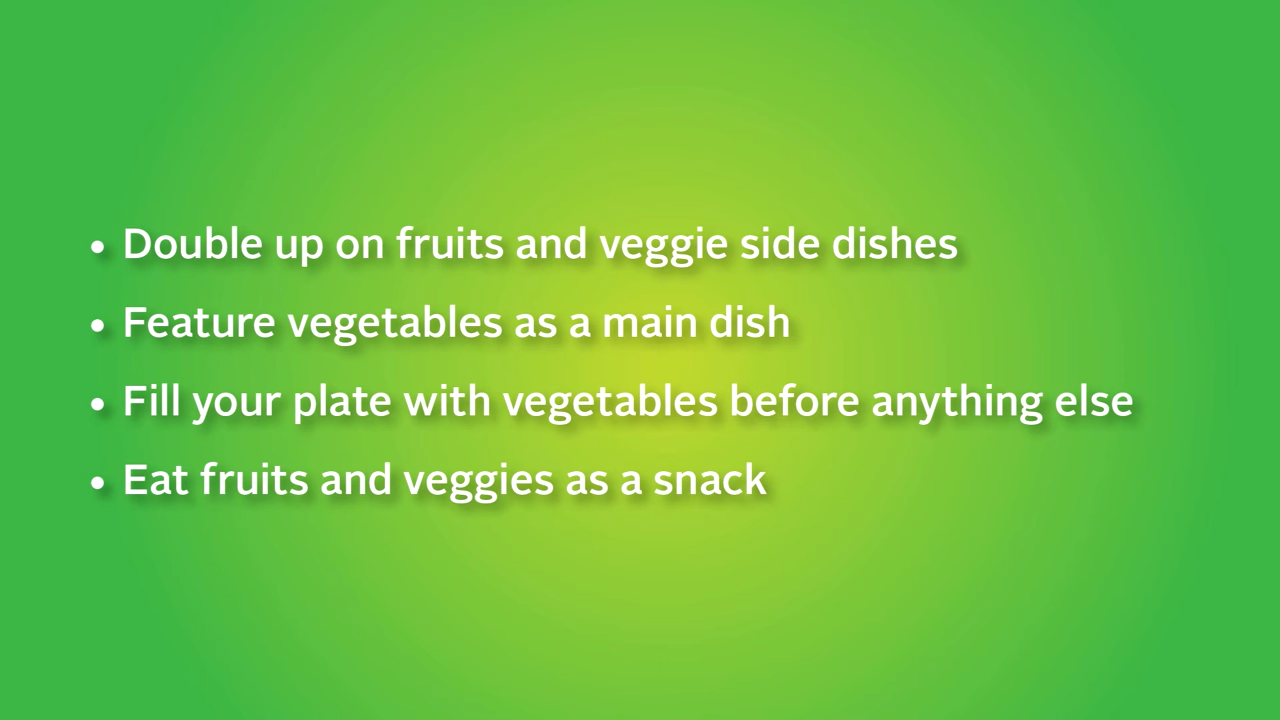 • Double up on fruits and veggie side dishes
• Feature vegetables as a main dish
• Fill your plate with vegetables before anything else
• Eat fruits and veggies as a snack